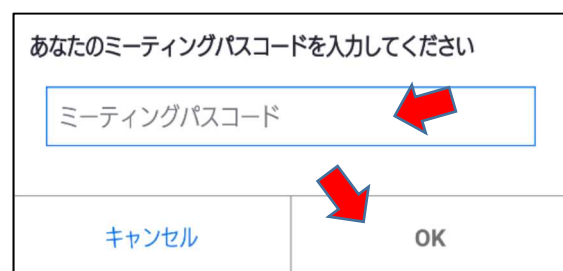 あなたのミーティングパスコードを入力してください
ミーティングパスコード
キャンセル
OK